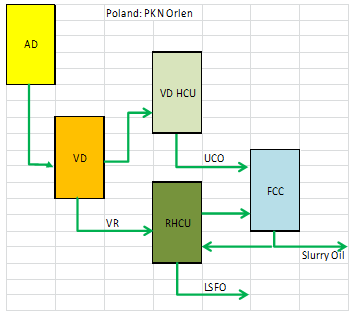 Poland: PKN Orlen
AD
VD HCU
VD
UCO
FCC
VR
RHCU
Slurry Oil
LSFO